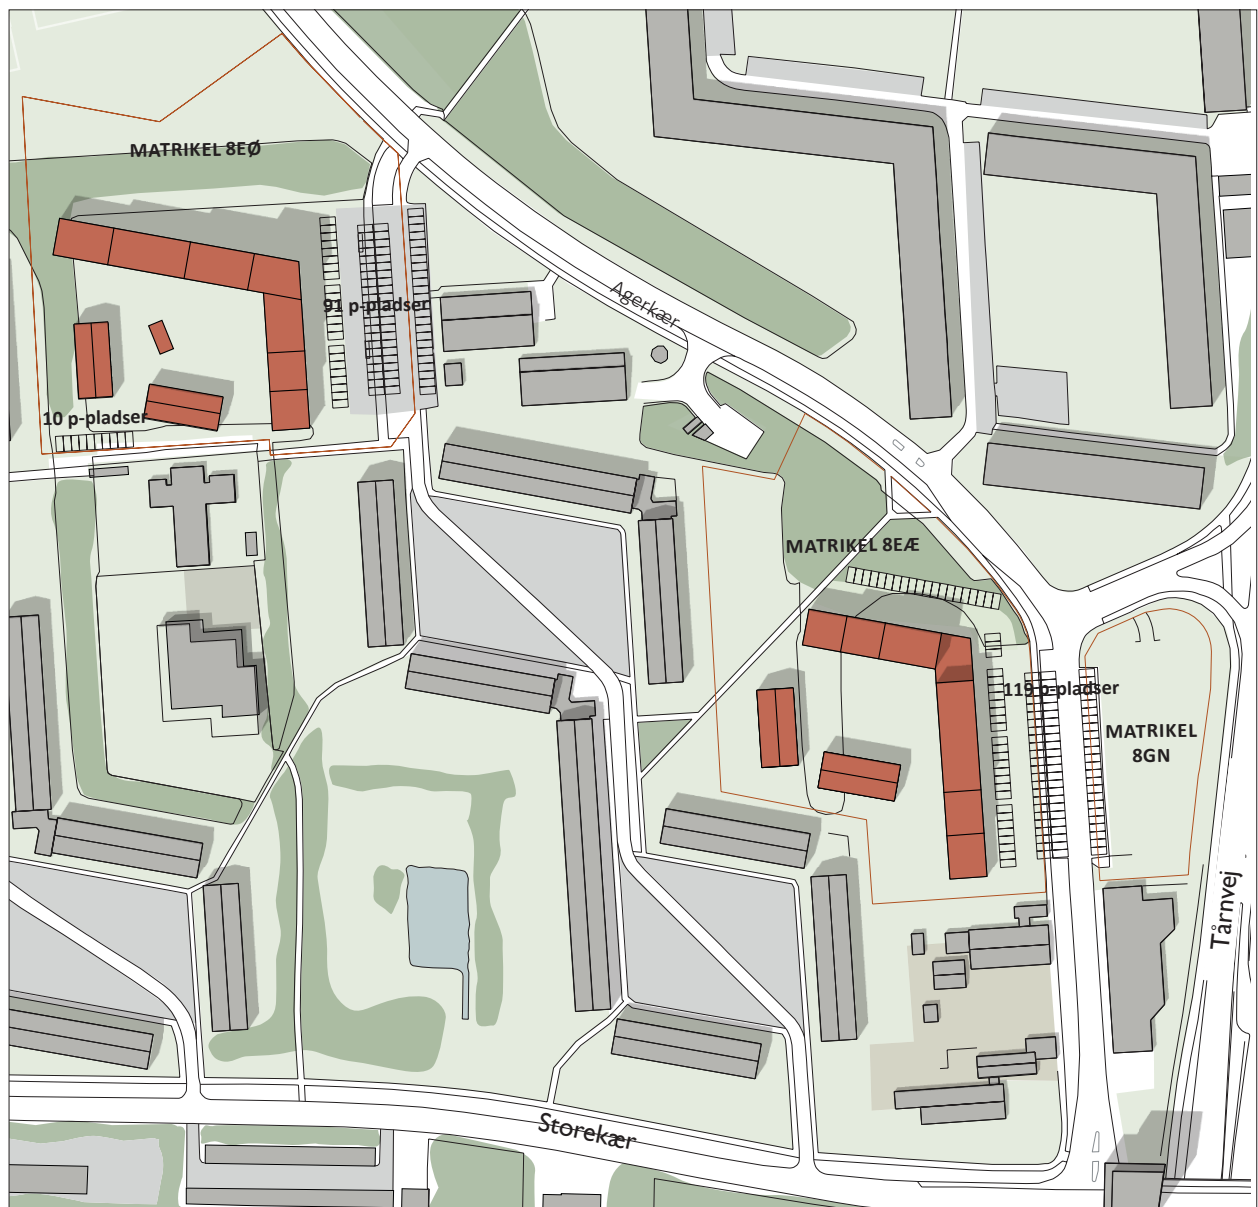 MATRIKEL 8EØ
91 p-pladser
Agerkær
10 p-pladser
MATRIKEL 8EÆ
119 p-pladser
MATRIKEL
8GN
Tårnvej
Storekær